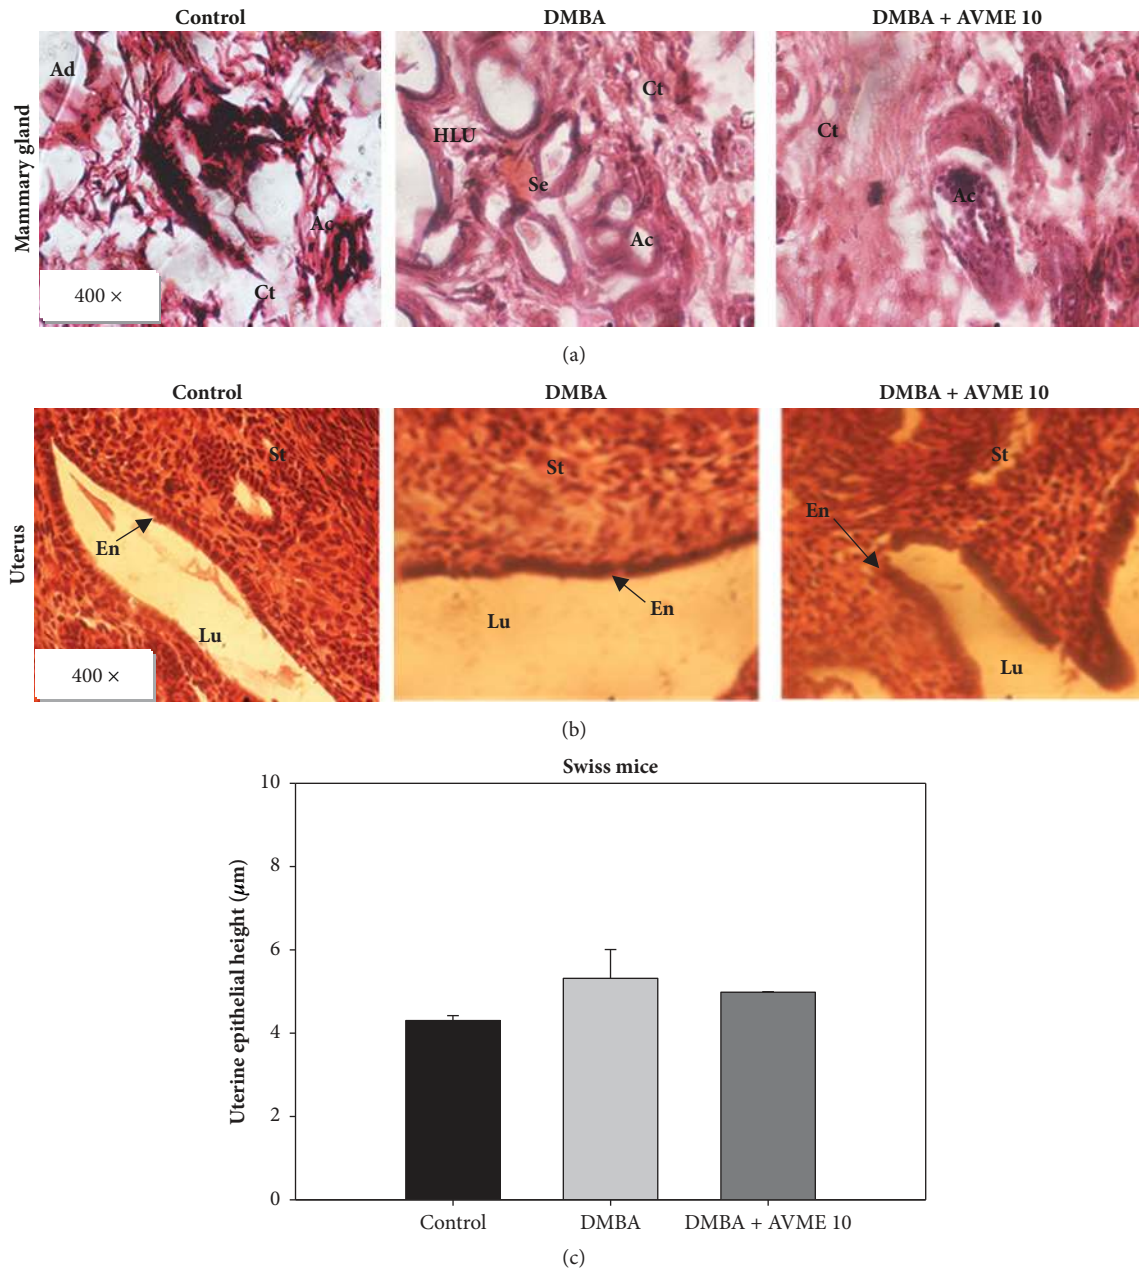 Control
DMBA
DMBA + AVME 10
Mammary gland
Ad
Ac
Ct
400 ×
HLU
Ct
Se
Ac
Ct
Ac
(a)
Control
DMBA
DMBA + AVME 10
Uterus
St
En
Lu
400 ×
St
En
Lu
St
En
Lu
(b)
Swiss mice
Uterine epithelial height (μm)
10
8
6
4
2
0
Control
DMBA
DMBA + AVME 10
(c)